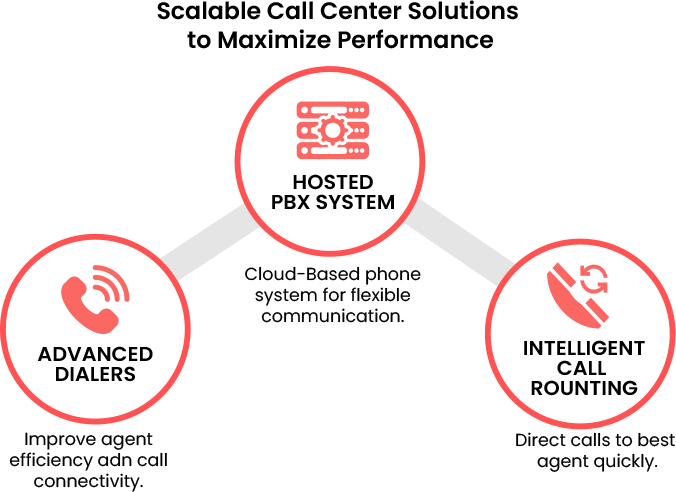 Scalable Call Center Solutions
to Maximize Performance
HOSTED
PBX SYSTEM
Cloud-Based phone
system for flexible
communication.
ADVANCED
DIALERS
Improve agent
efficiency adn call
connectivity.
INTELLIGENT
CALL
ROUNTING
Direct calls to best
agent quickly.